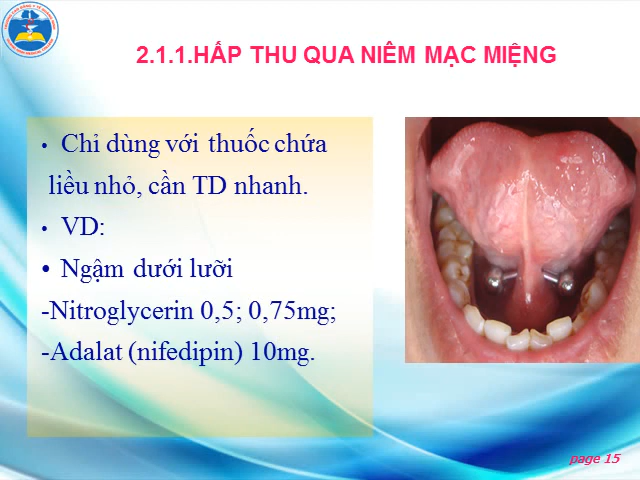 2.1.1.HẤP THU QUA NIÊM MẠC MIỆNG
• Chỉ dùng với thuốc chứa
liều nhỏ, cần TD nhanh.
• VD:
• Ngậm dưới lưỡi
-Nitroglycerin 0,5; 0,75mg;
-Adalat (nifedipin) 10mg.
page 15